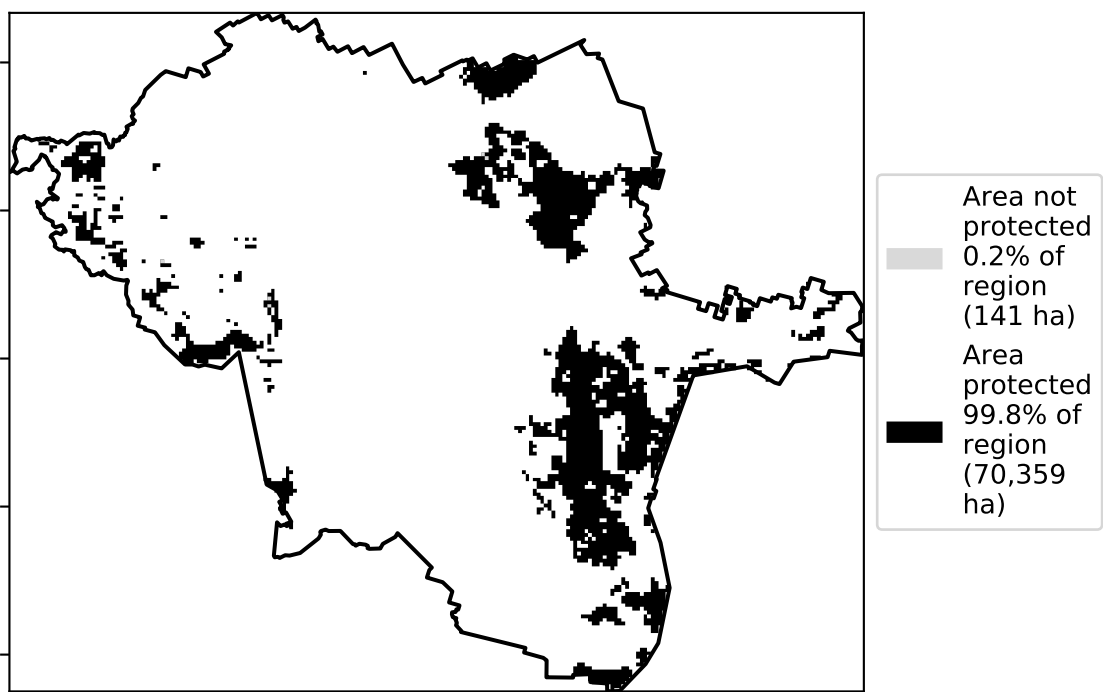 Area not
protected
0.2% of
region
(141 ha)
Area
protected
99.8% of
region
(70,359
ha)